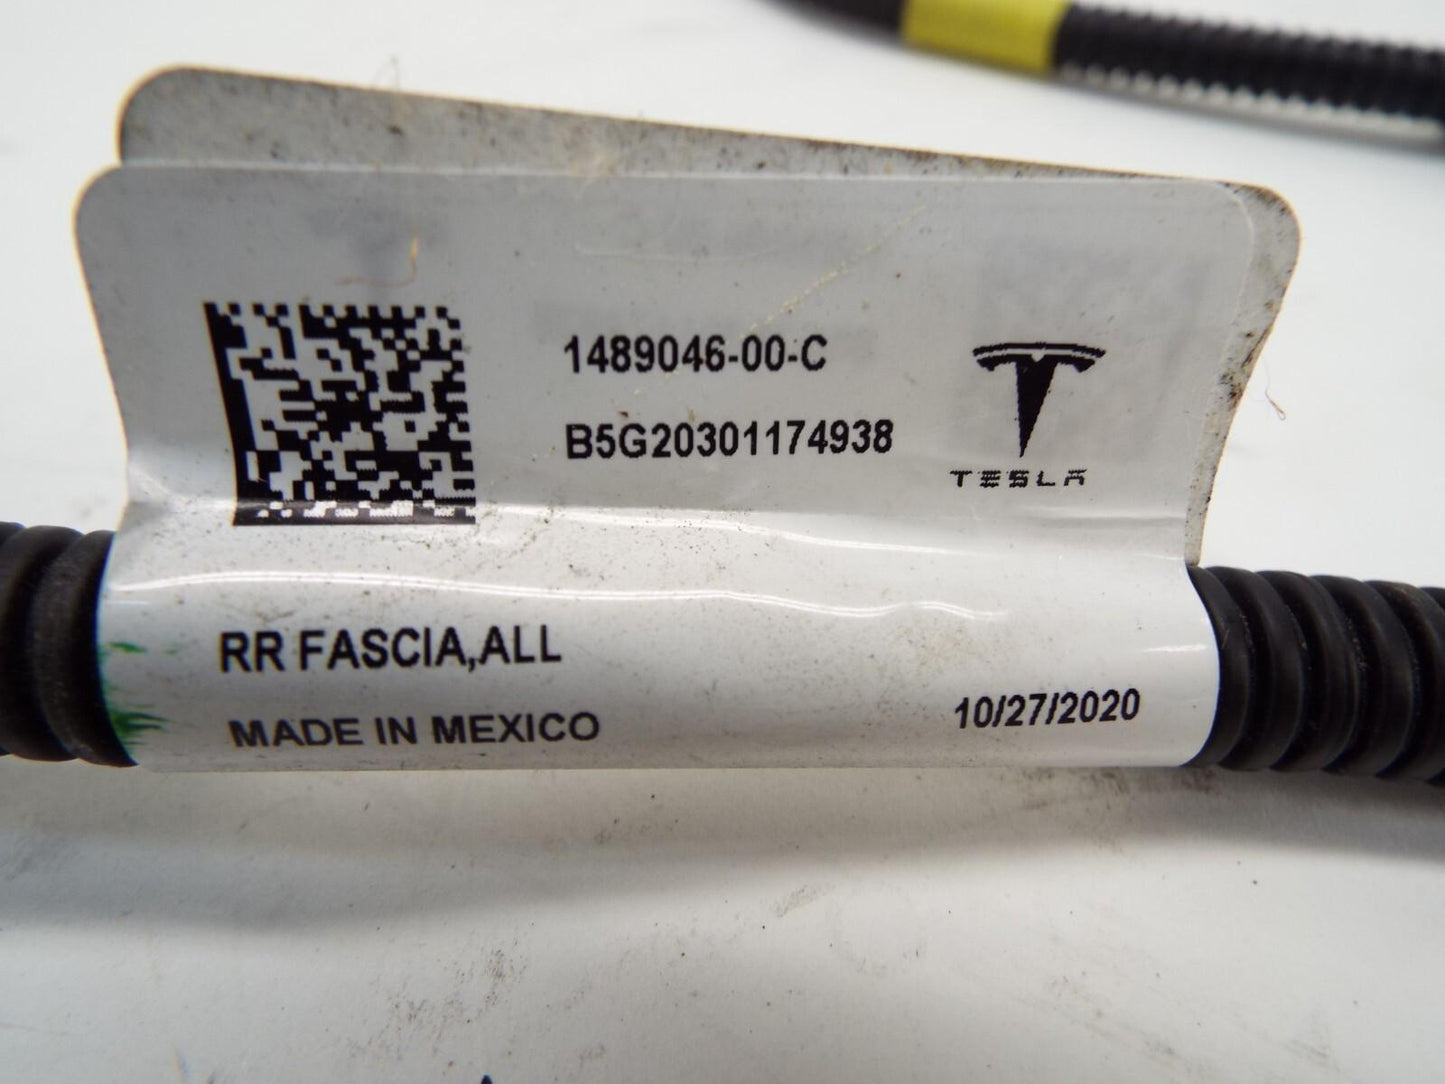 1489046-00-C
B5G20301174938
TESLA
RR FASCIA,ALL
MADE IN MEXICO
10/27/2020